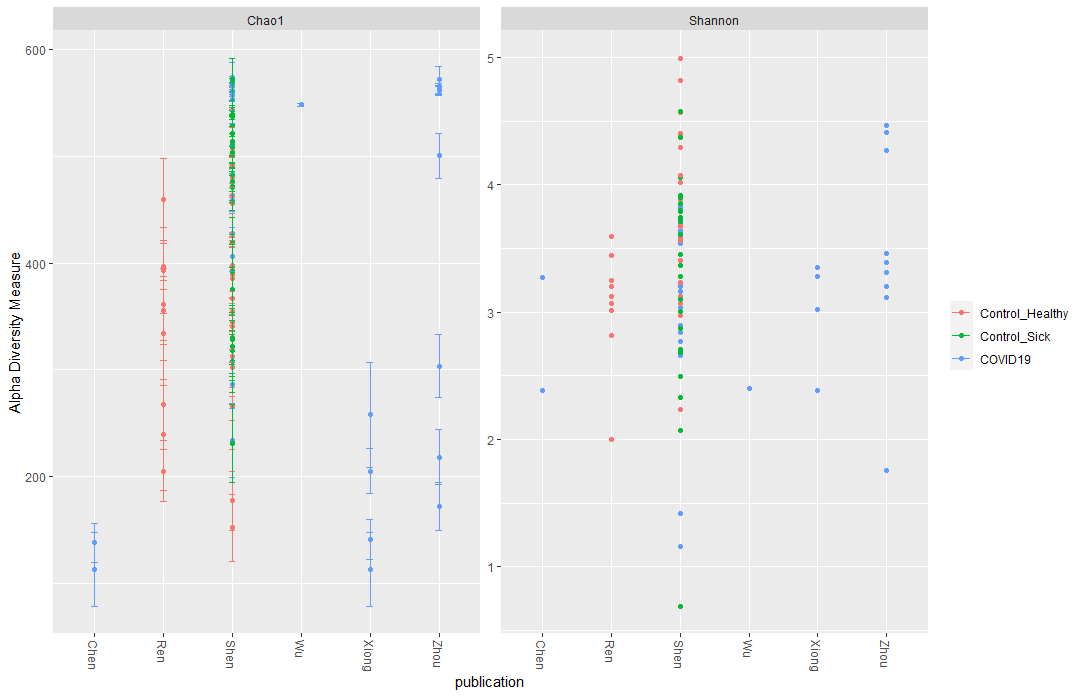 Chao1
Shannon
Alpha Diversity Measure
600
400
200
5
4
3
2
1
Chen
Ren
Shen
Wu
Xiong
Zhou
Chen
Ren
Shen
Wu
Xiong
Zhou
publication
Control_Healthy
Control_Sick
COVID19